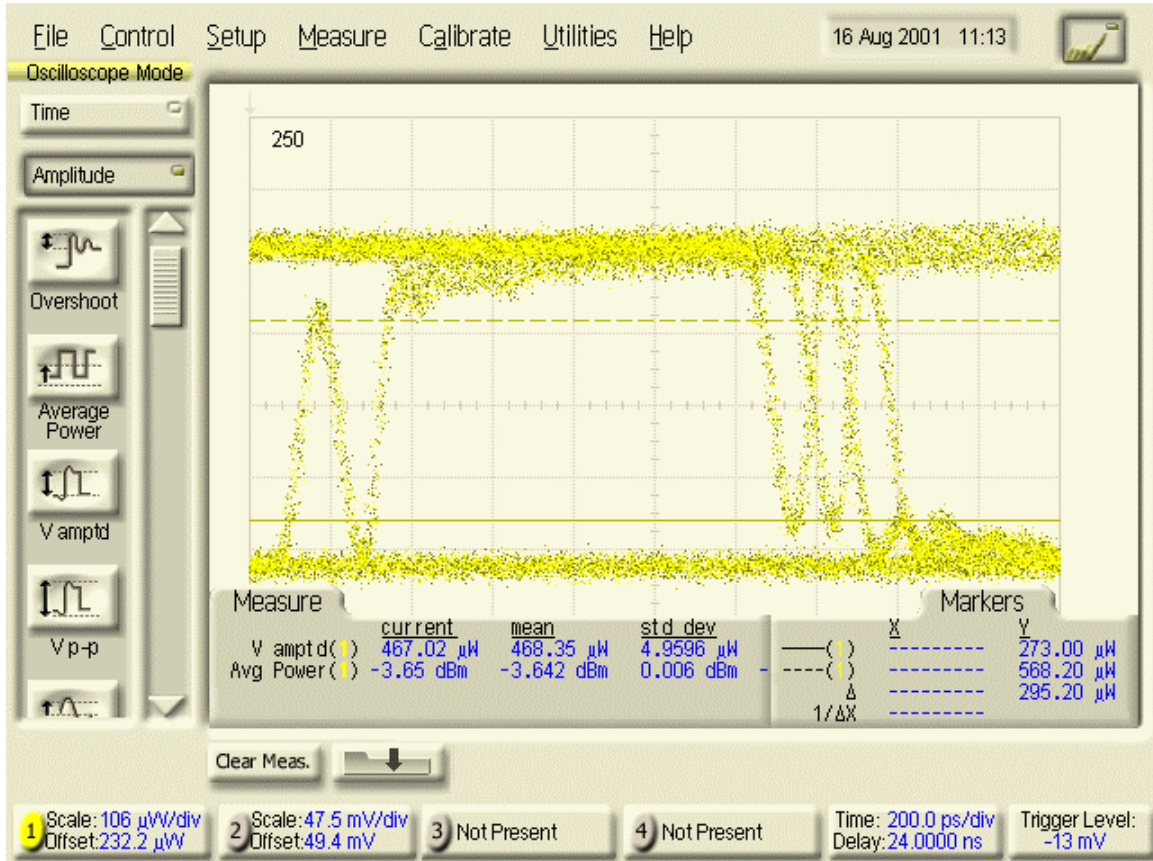 File Control Setup Measure Calibrate Utilities Help 16 Aug 2001 11:13
Oscilloscope Mode
Time
Amplitude
250
Overshoot
Average
Power
V amptd
V p-p
Measure
current mean std dev
V amptd(1) 467.02 µW 468.35 µW 4.9596 µW
Avg Power(1) -3.65 dBm -3.642 dBm 0.006 dBm -
Markers
X Y
——(1) --------- 273.00 µW
----(1) --------- 568.20 µW
Δ --------- 295.20 µW
1/ΔX ---------
Clear Meas.
1 Scale: 106 µW/div
Offset:232.2 µW
2 Scale:47.5 mV/div
Offset:49.4 mV
3 Not Present
4 Not Present
Time: 200.0 ps/div
Delay:24.0000 ns
Trigger Level:
-13 mV